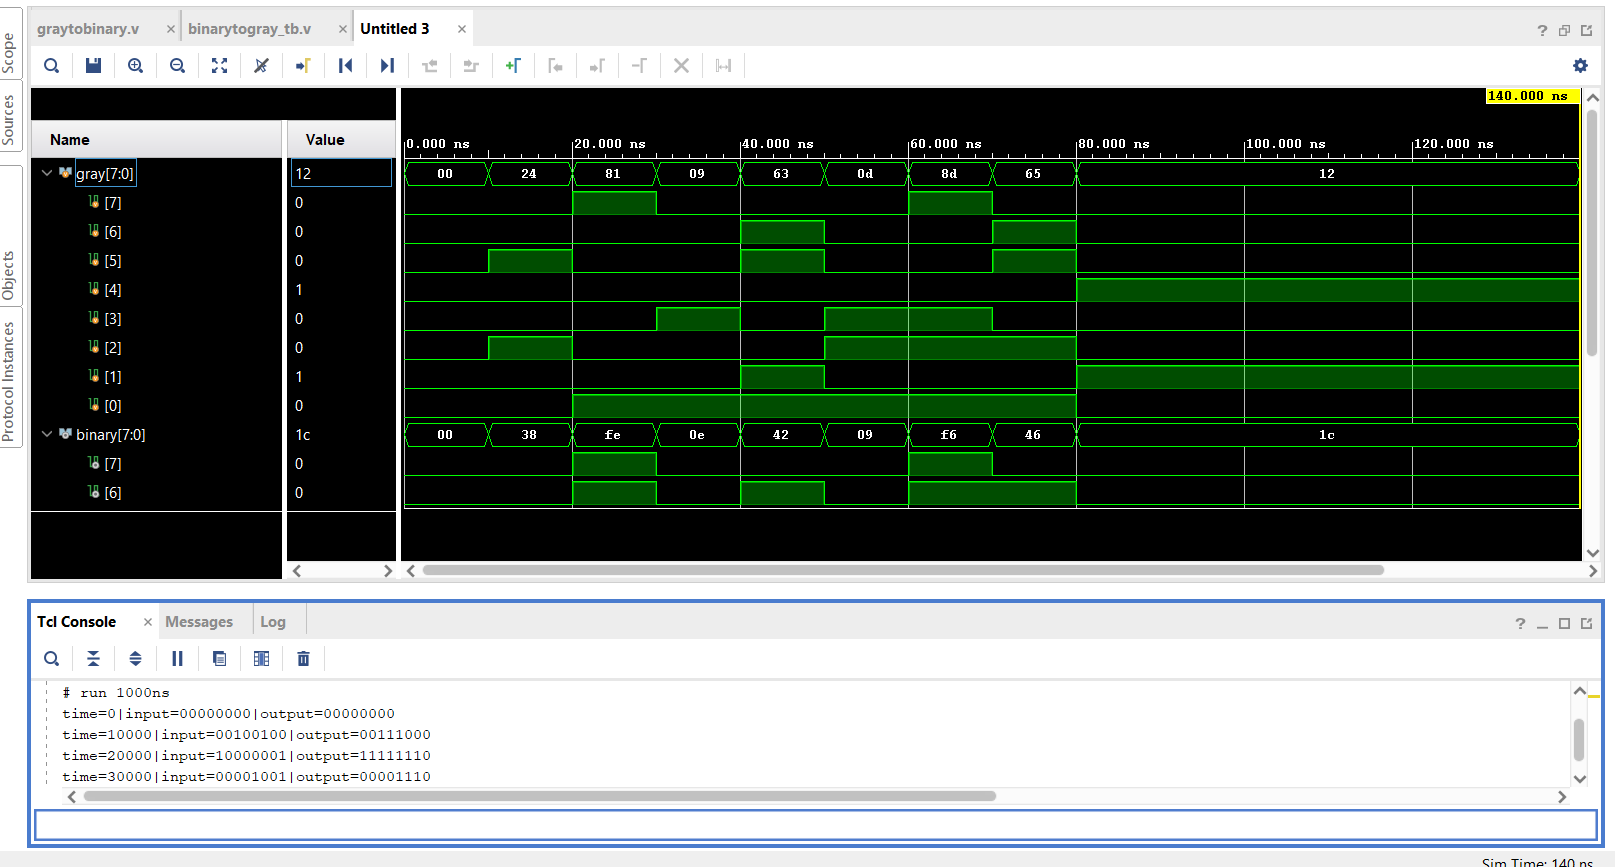 graytobinary.v × binarytogray_tb.v × Untitled 3 ×
?
Scope
Sources
Objects
Protocol Instances
140.000 ns
Name Value
0.000 ns 20.000 ns 40.000 ns 60.000 ns 80.000 ns 100.000 ns 120.000 ns
gray[7:0] 12 00 24 81 09 63 0d 8d 65 12
[7] 0
[6] 0
[5] 0
[4] 1
[3] 0
[2] 0
[1] 1
[0] 0
binary[7:0] 1c 00 38 fe 0e 42 09 f6 46 1c
[7] 0
[6] 0
Tcl Console × Messages Log
?
# run 1000ns
time=0|input=00000000|output=00000000
time=10000|input=00100100|output=00111000
time=20000|input=10000001|output=11111110
time=30000|input=00001001|output=00001110
Sim Time: 140 ns